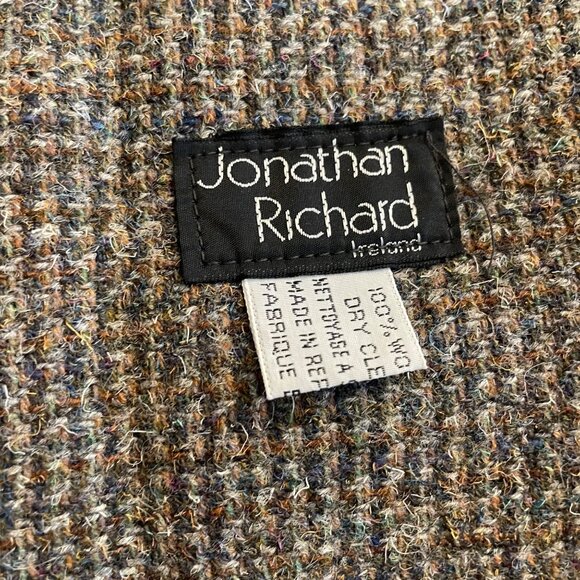 Jonathan
Richard
Ireland
100% WO
DRY CLE
NETTOYAGE A
MADE IN REP
FABRIQUE